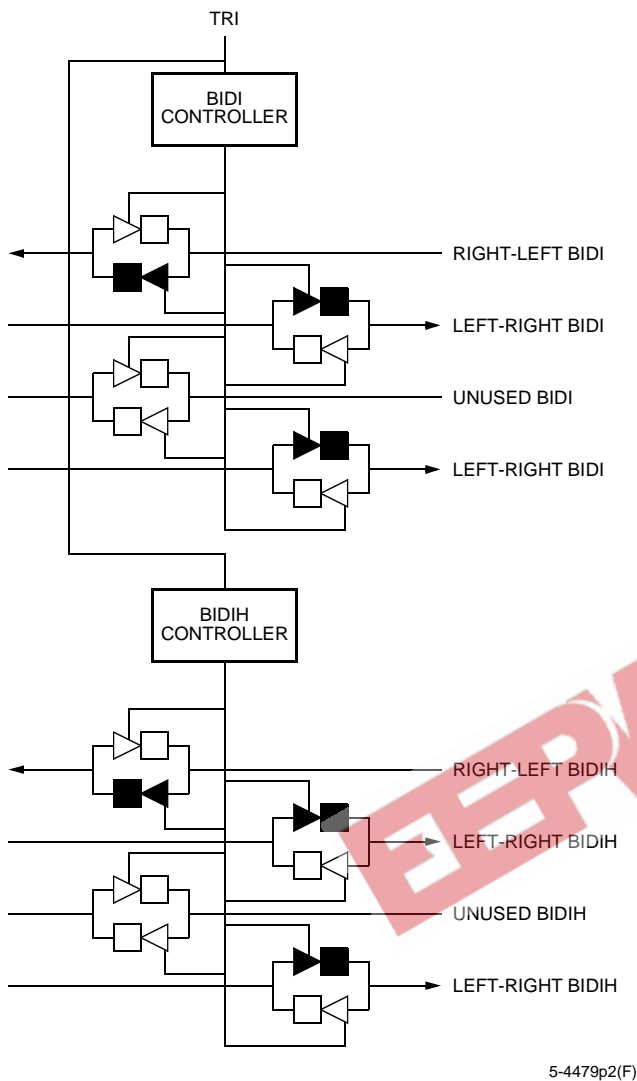 TRI
BIDI
CONTROLLER
RIGHT-LEFT BIDI
LEFT-RIGHT BIDI
UNUSED BIDI
LEFT-RIGHT BIDI
BIDIH
CONTROLLER
RIGHT-LEFT BIDIH
LEFT-RIGHT BIDIH
UNUSED BIDIH
LEFT-RIGHT BIDIH
5-4479p2(F)